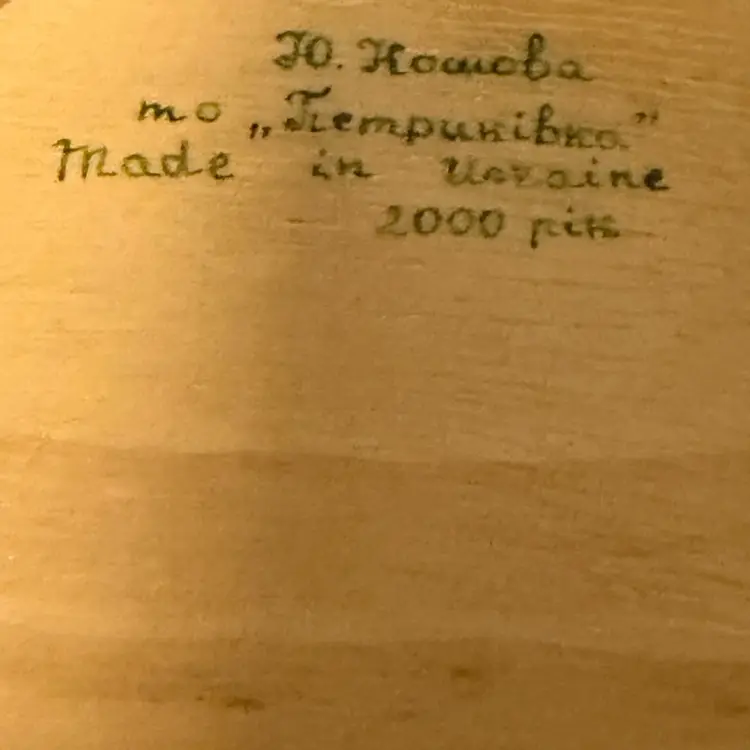 Ю. Кошова
то „Петриківка”
Made in Ukraine
2000 рік